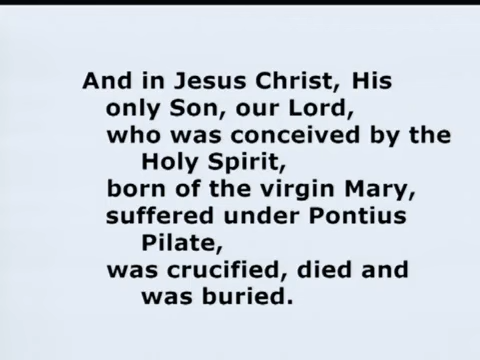 And in Jesus Christ, His
only Son, our Lord,
who was conceived by the
Holy Spirit,
born of the virgin Mary,
suffered under Pontius
Pilate,
was crucified, died and
was buried.